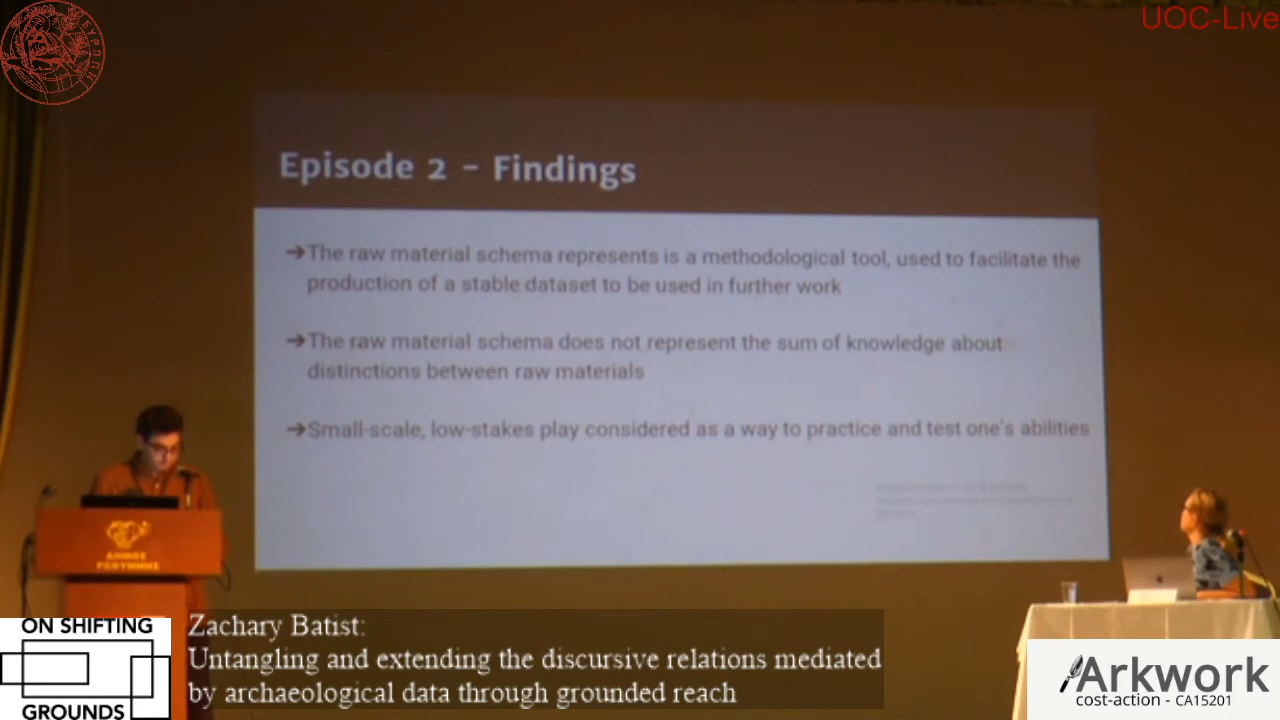 UOC-Live
Episode 2 – Findings
➔The raw material schema represents is a methodological tool, used to facilitate the
production of a stable dataset to be used in further work
➔The raw material schema does not represent the sum of knowledge about
distinctions between raw materials
➔Small-scale, low-stakes play considered as a way to practice and test one's abilities
ΔΗΜΟΣ
ΡΕΘΥΜΝΗΣ
ON SHIFTING
GROUNDS
Zachary Batist:
Untangling and extending the discursive relations mediated
by archaeological data through grounded reach
Arkwork
cost-action - CA15201